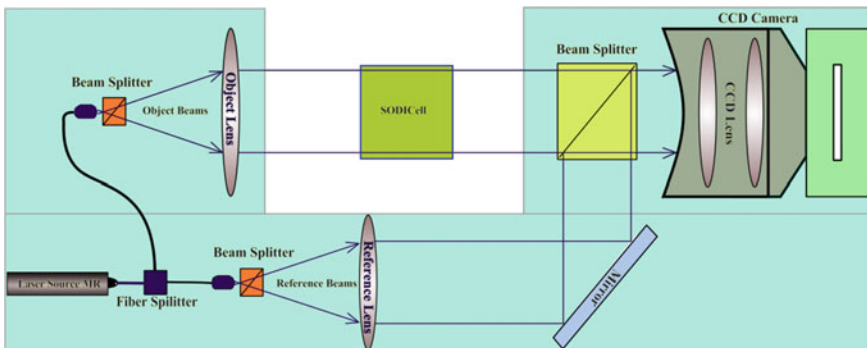 CCD Camera
Beam Splitter
Beam Splitter
Object Beams
Object Lens
SODICell
CCD Lens
Beam Splitter
Reference Beams
Reference Lens
Mirror
Laser Source MR
Fiber Spilitter